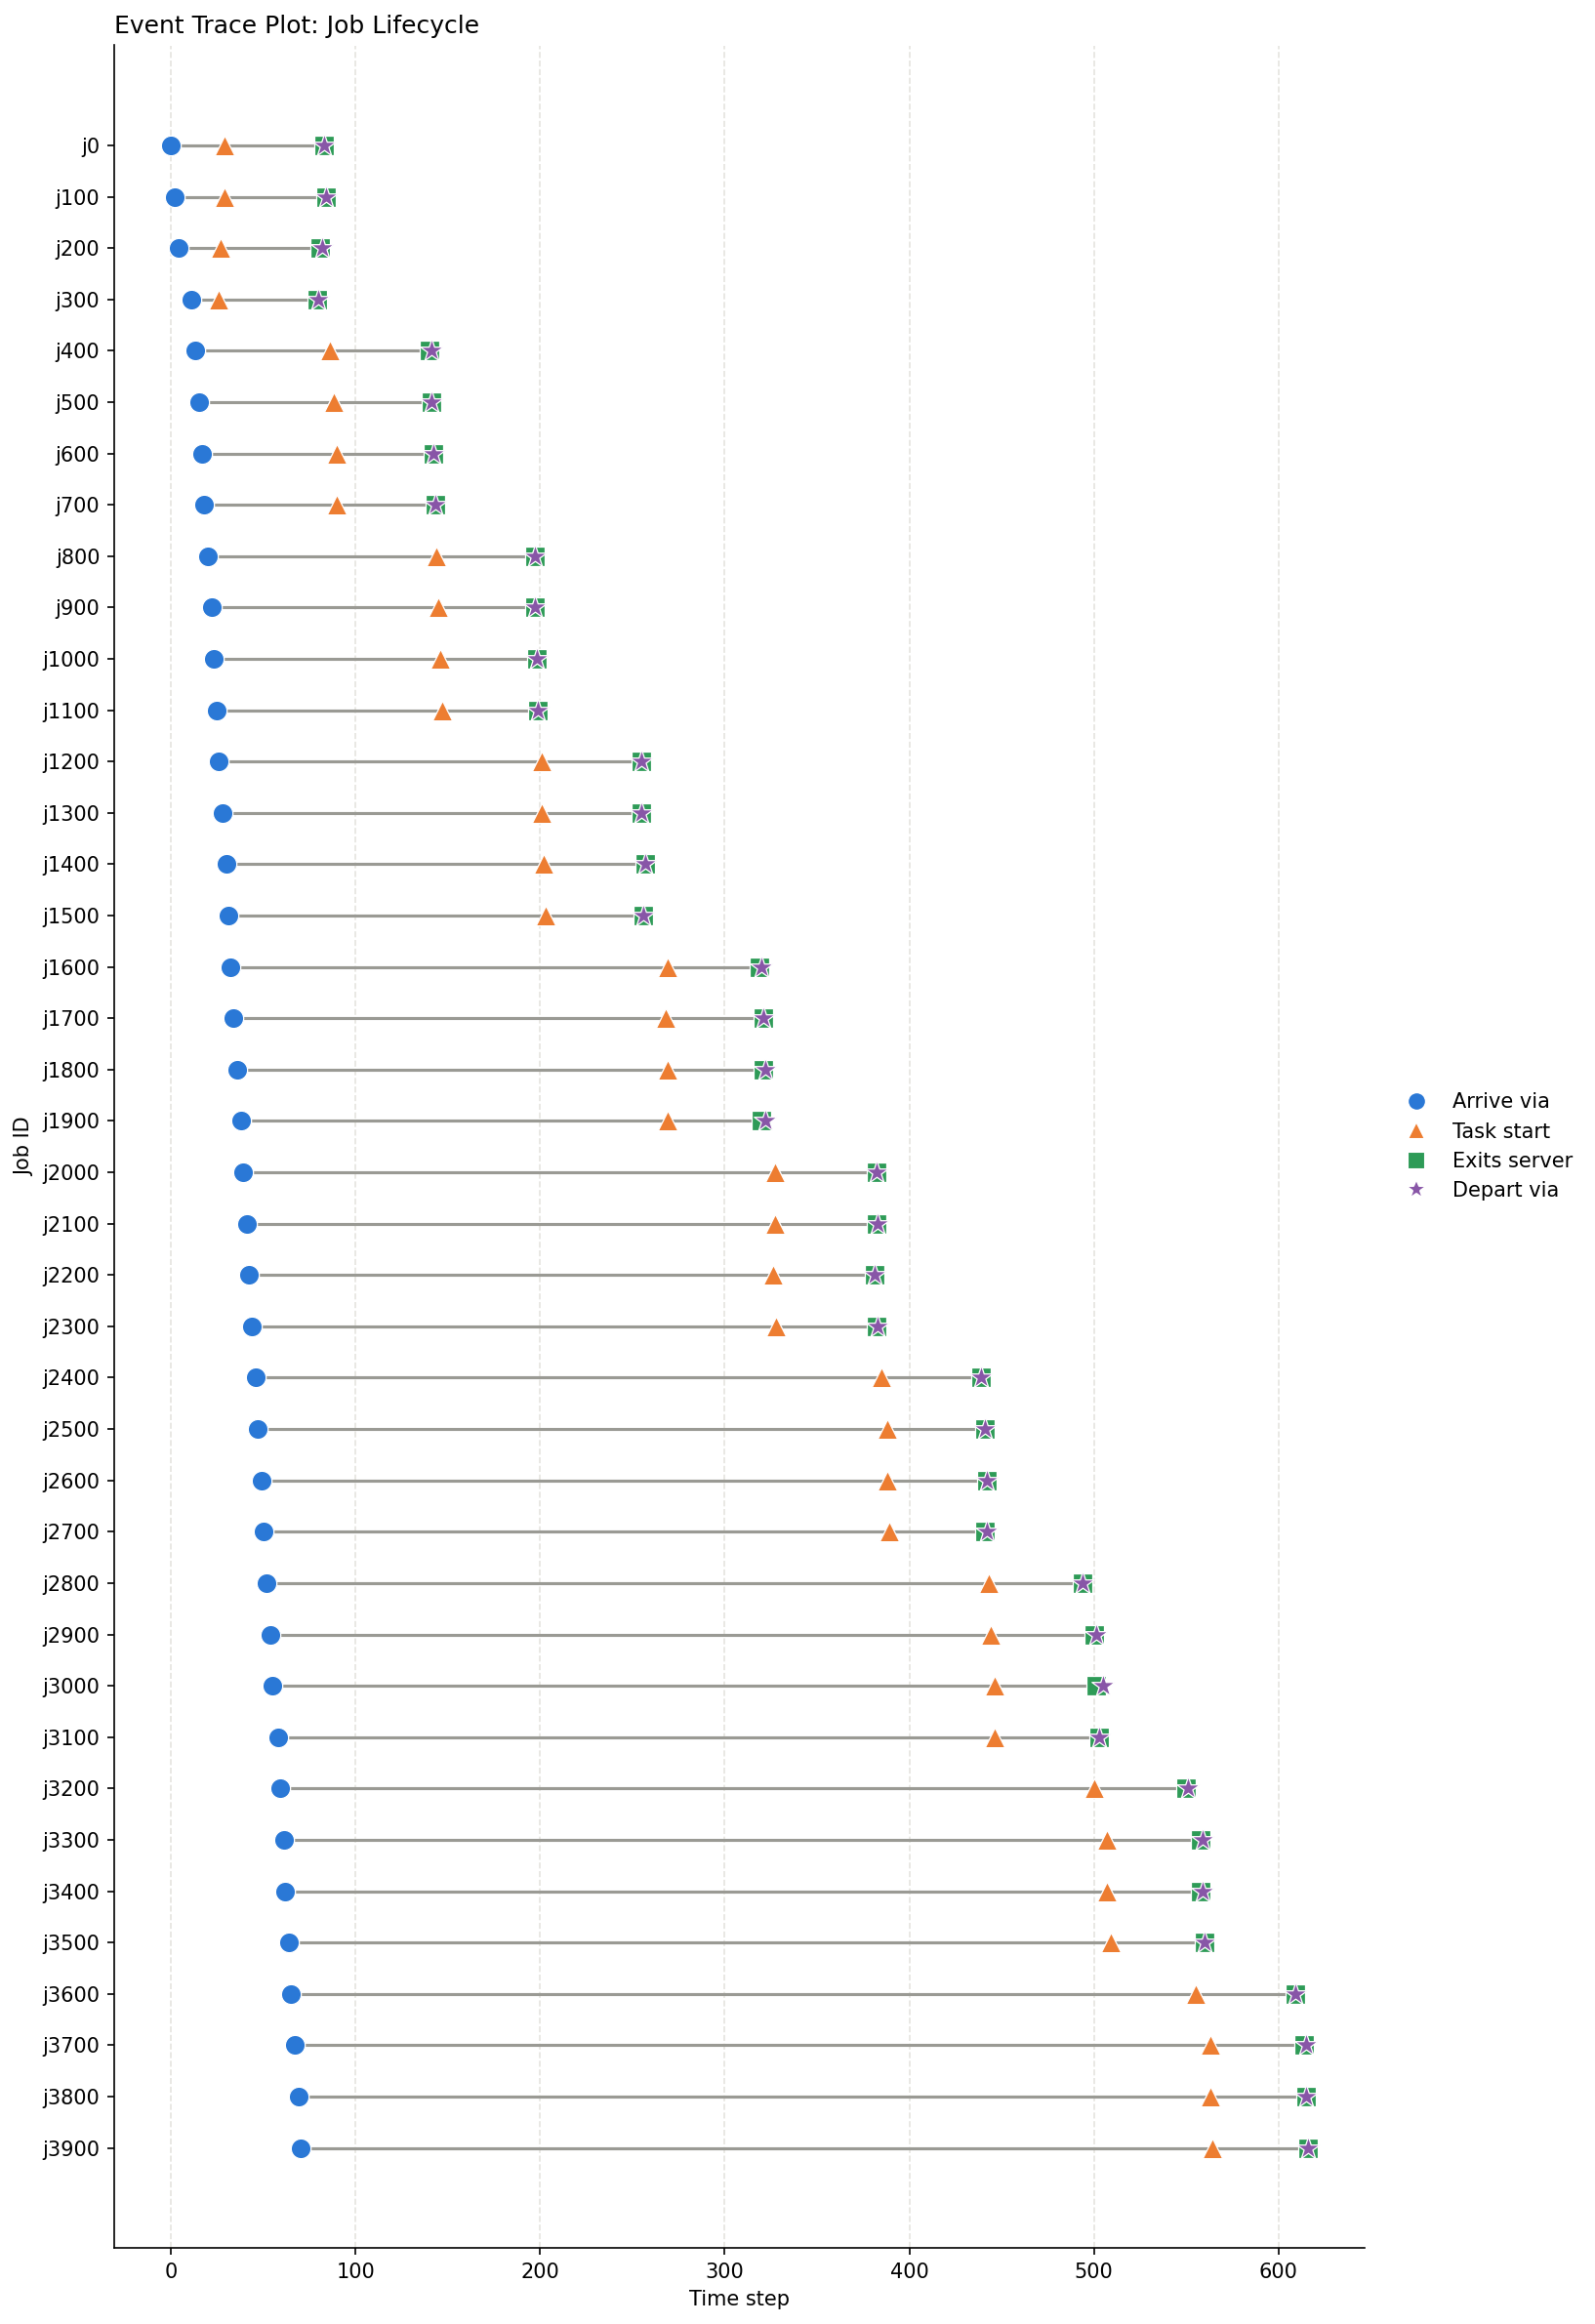 Event Trace Plot: Job Lifecycle
j0
j100
j200
j300
j400
j500
j600
j700
j800
j900
j1000
j1100
j1200
j1300
j1400
j1500
j1600
j1700
j1800
j1900
j2000
j2100
j2200
j2300
j2400
j2500
j2600
j2700
j2800
j2900
j3000
j3100
j3200
j3300
j3400
j3500
j3600
j3700
j3800
j3900
Job ID
0 100 200 300 400 500 600
Time step
Arrive via
Task start
Exits server
Depart via